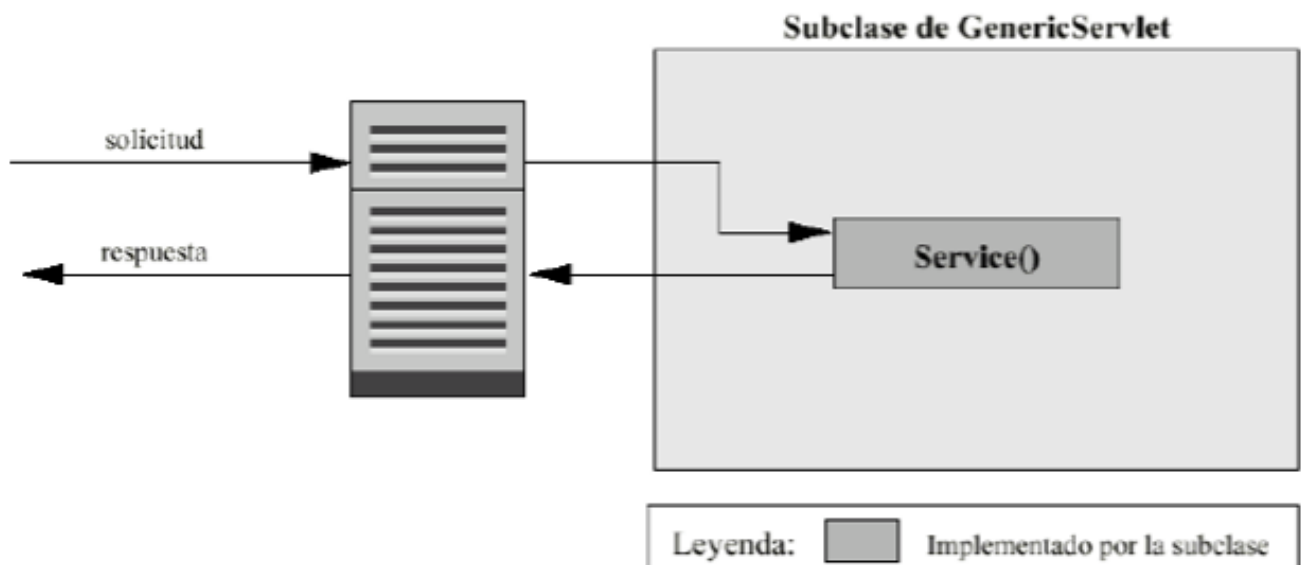 Subclase de GenericServlet
solicitud
respuesta
Service()
Leyenda:
Implementado por la subclase